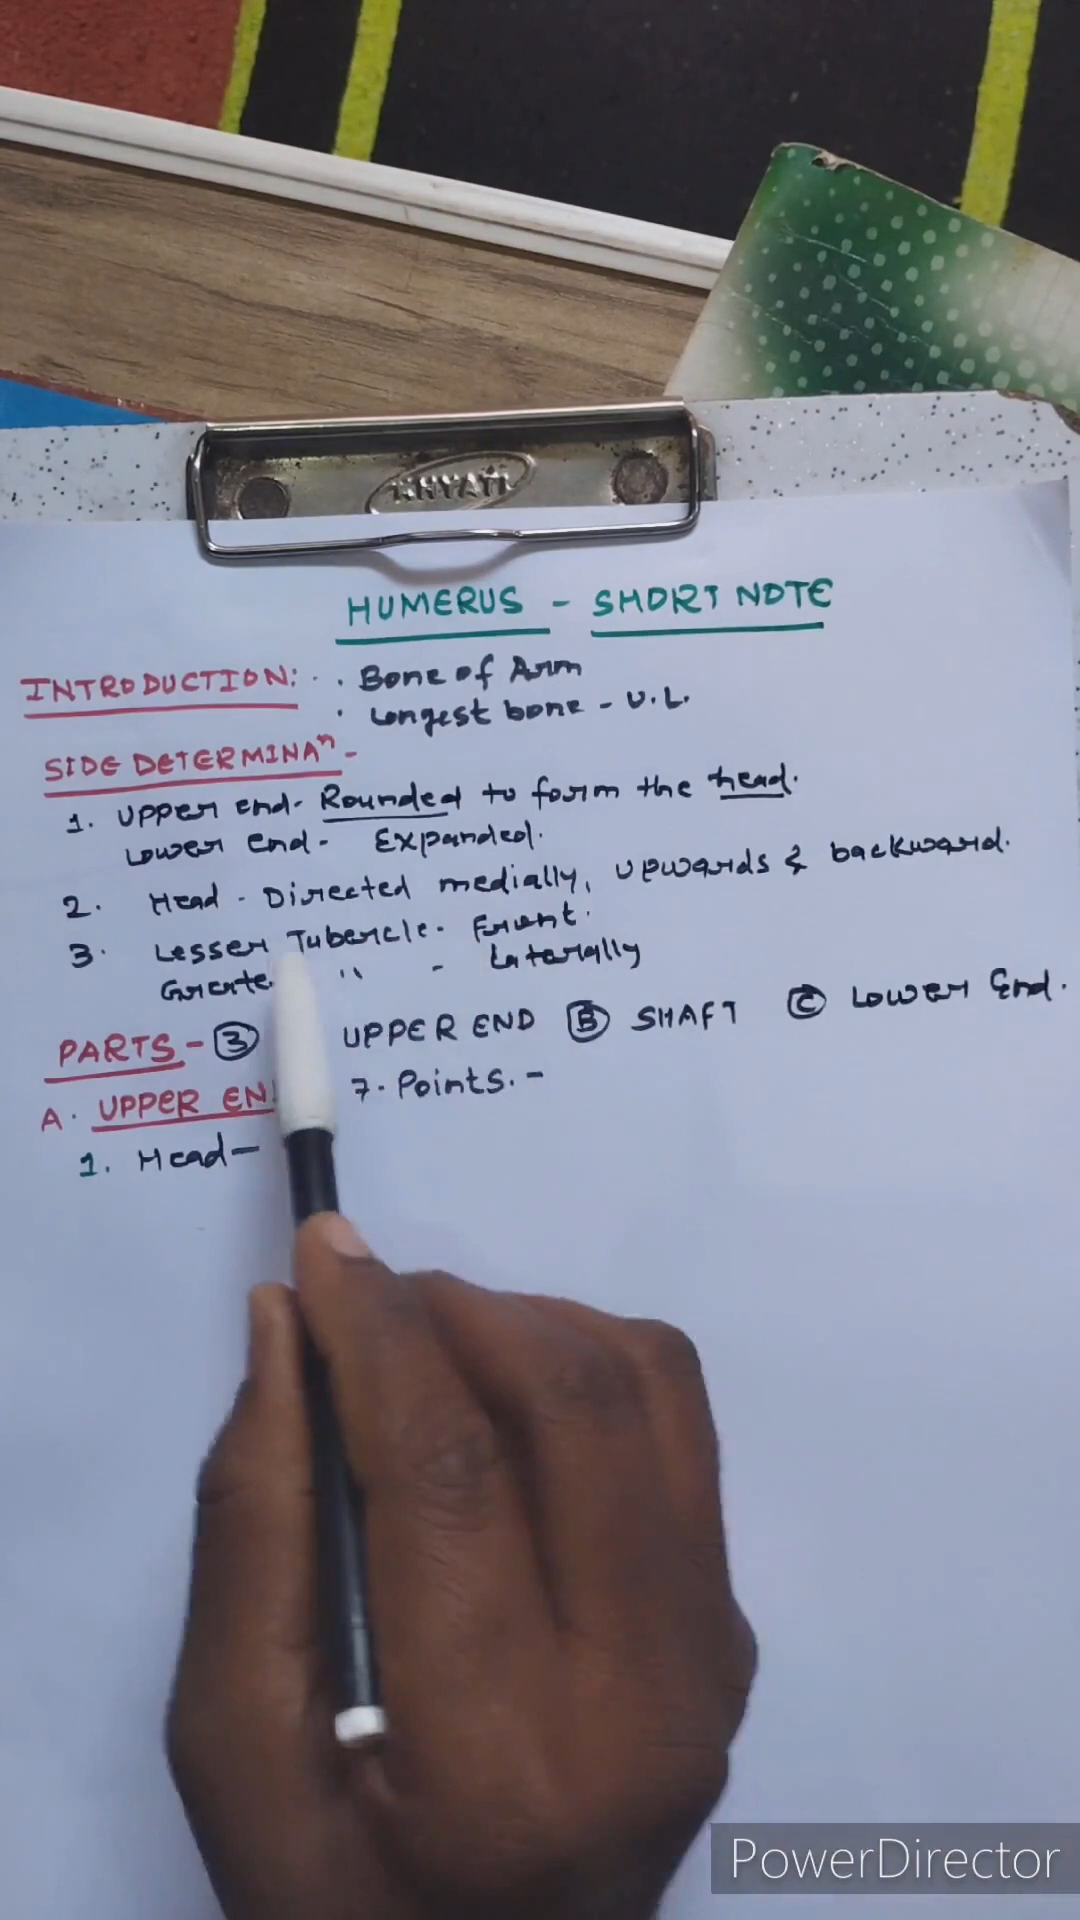 KHYATI
HUMERUS - SHORT NOTE
INTRODUCTION: · Bone of Arm
· Longest bone - U.L.
SIDE DETERMINAⁿ -
1. Upper end- Rounded to form the head.
Lower end- Expanded.
2. Head - Directed medially, upwards & backward.
3. Lesser Tubercle- Front.
Greate " - Laterally
PARTS - ③ UPPER END Ⓑ SHAFT Ⓒ LOWER End.
A. UPPER EN 7. Points. -
1. Head-
PowerDirector